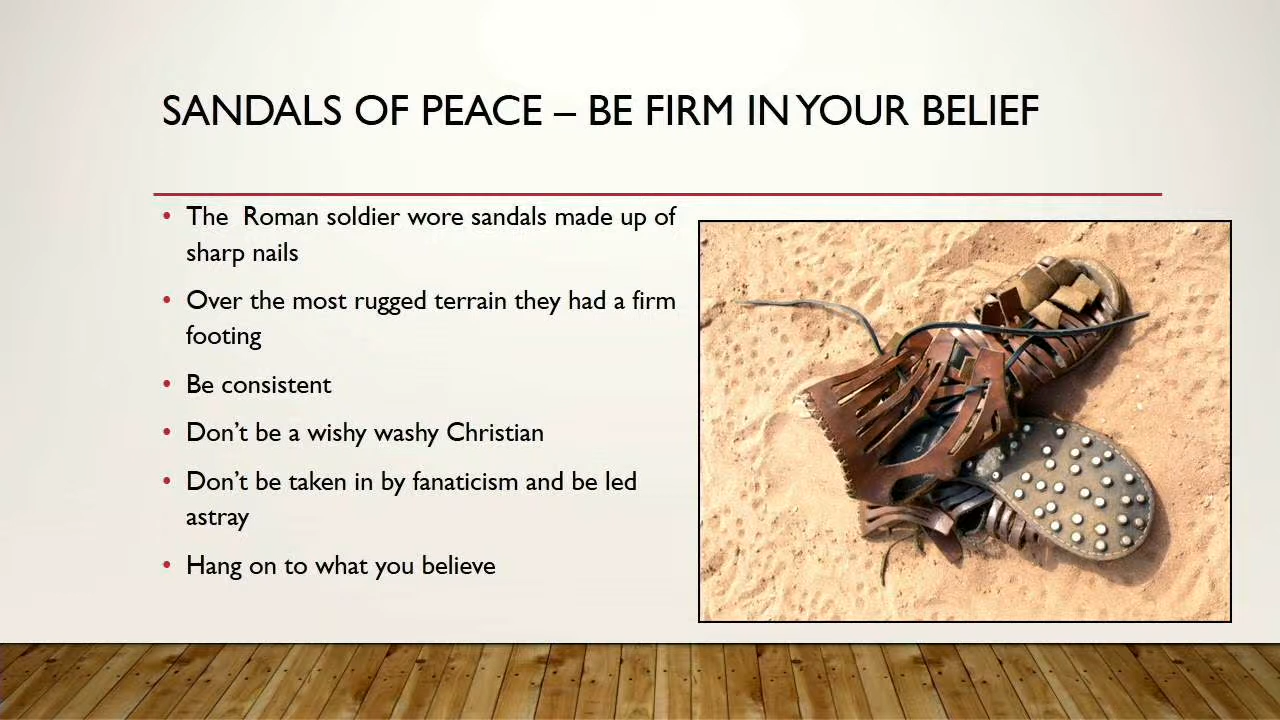 SANDALS OF PEACE – BE FIRM IN YOUR BELIEF
• The  Roman soldier wore sandals made up of
sharp nails
• Over the most rugged terrain they had a firm
footing
• Be consistent
• Don’t be a wishy washy Christian
• Don’t be taken in by fanaticism and be led
astray
• Hang on to what you believe